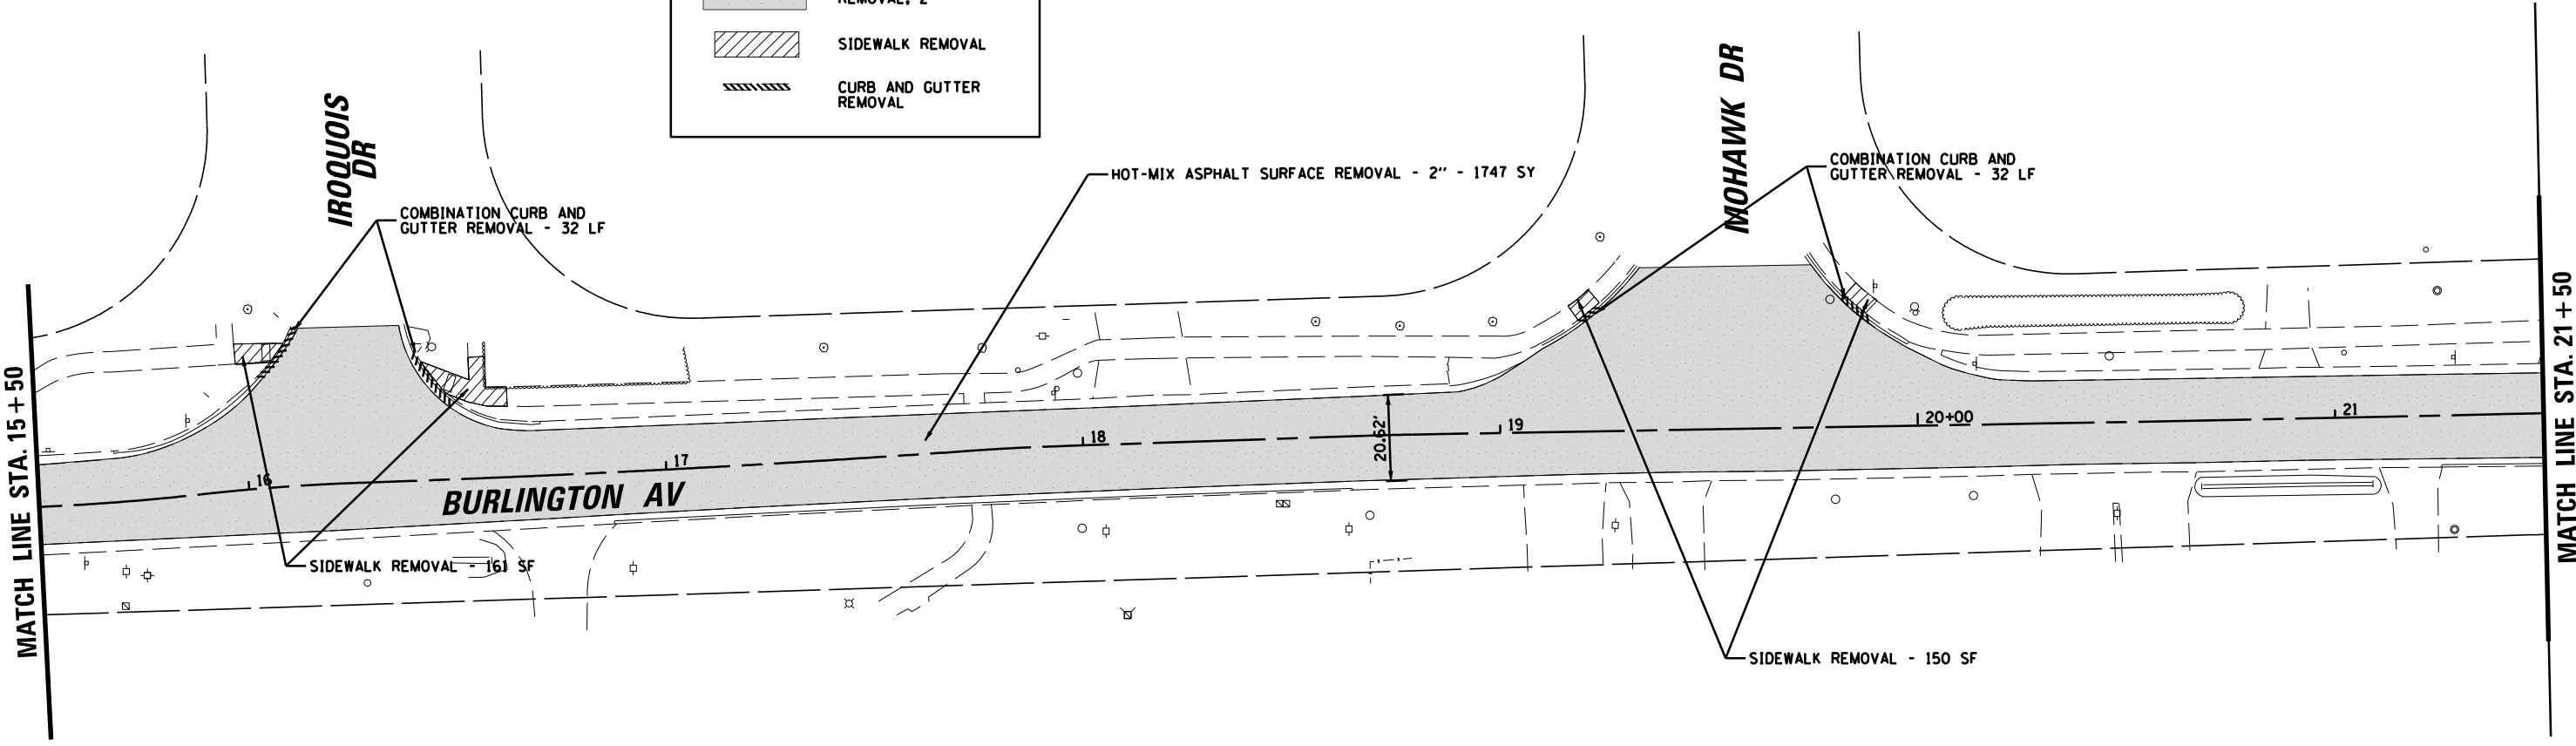 REMOVAL, 2"
SIDEWALK REMOVAL
CURB AND GUTTER
REMOVAL
IROQUOIS
DR
MOHAWK DR
HOT-MIX ASPHALT SURFACE REMOVAL - 2" - 1747 SY
COMBINATION CURB AND
GUTTER REMOVAL - 32 LF
COMBINATION CURB AND
GUTTER REMOVAL - 32 LF
MATCH LINE STA. 15+50
MATCH LINE STA. 21+50
16
17
18
19
20+00
21
20.62'
BURLINGTON AV
SIDEWALK REMOVAL - 161 SF
SIDEWALK REMOVAL - 150 SF